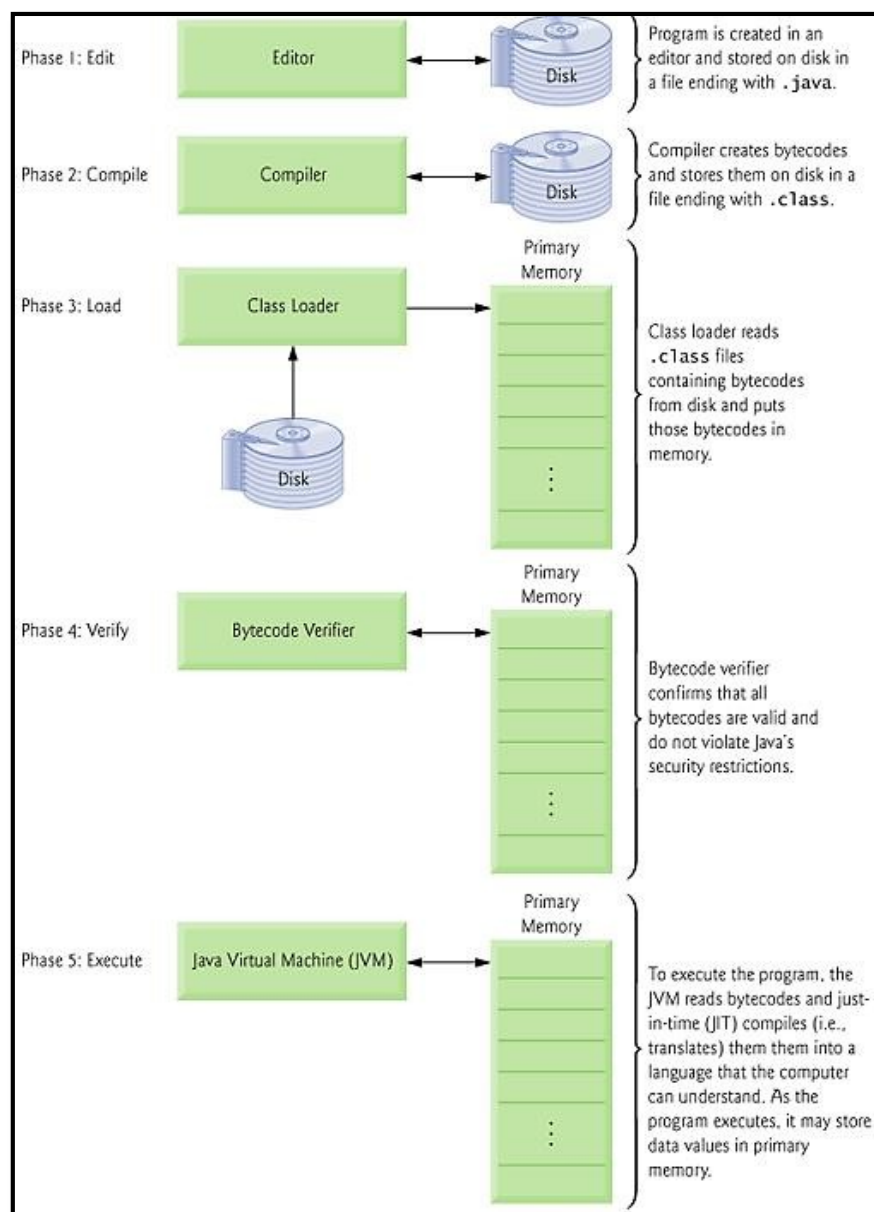 Phase 1: Edit
Editor
Disk
Program is created in an
editor and stored on disk in
a file ending with .java.
Phase 2: Compile
Compiler
Disk
Compiler creates bytecodes
and stores them on disk in a
file ending with .class.
Phase 3: Load
Class Loader
Disk
Primary
Memory
Class loader reads
.class files
containing bytecodes
from disk and puts
those bytecodes in
memory.
Phase 4: Verify
Bytecode Verifier
Primary
Memory
Bytecode verifier
confirms that all
bytecodes are valid and
do not violate Java's
security restrictions.
Phase 5: Execute
Java Virtual Machine (JVM)
Primary
Memory
To execute the program, the
JVM reads bytecodes and just-
in-time (JIT) compiles (i.e.,
translates) them them into a
language that the computer
can understand. As the
program executes, it may store
data values in primary
memory.